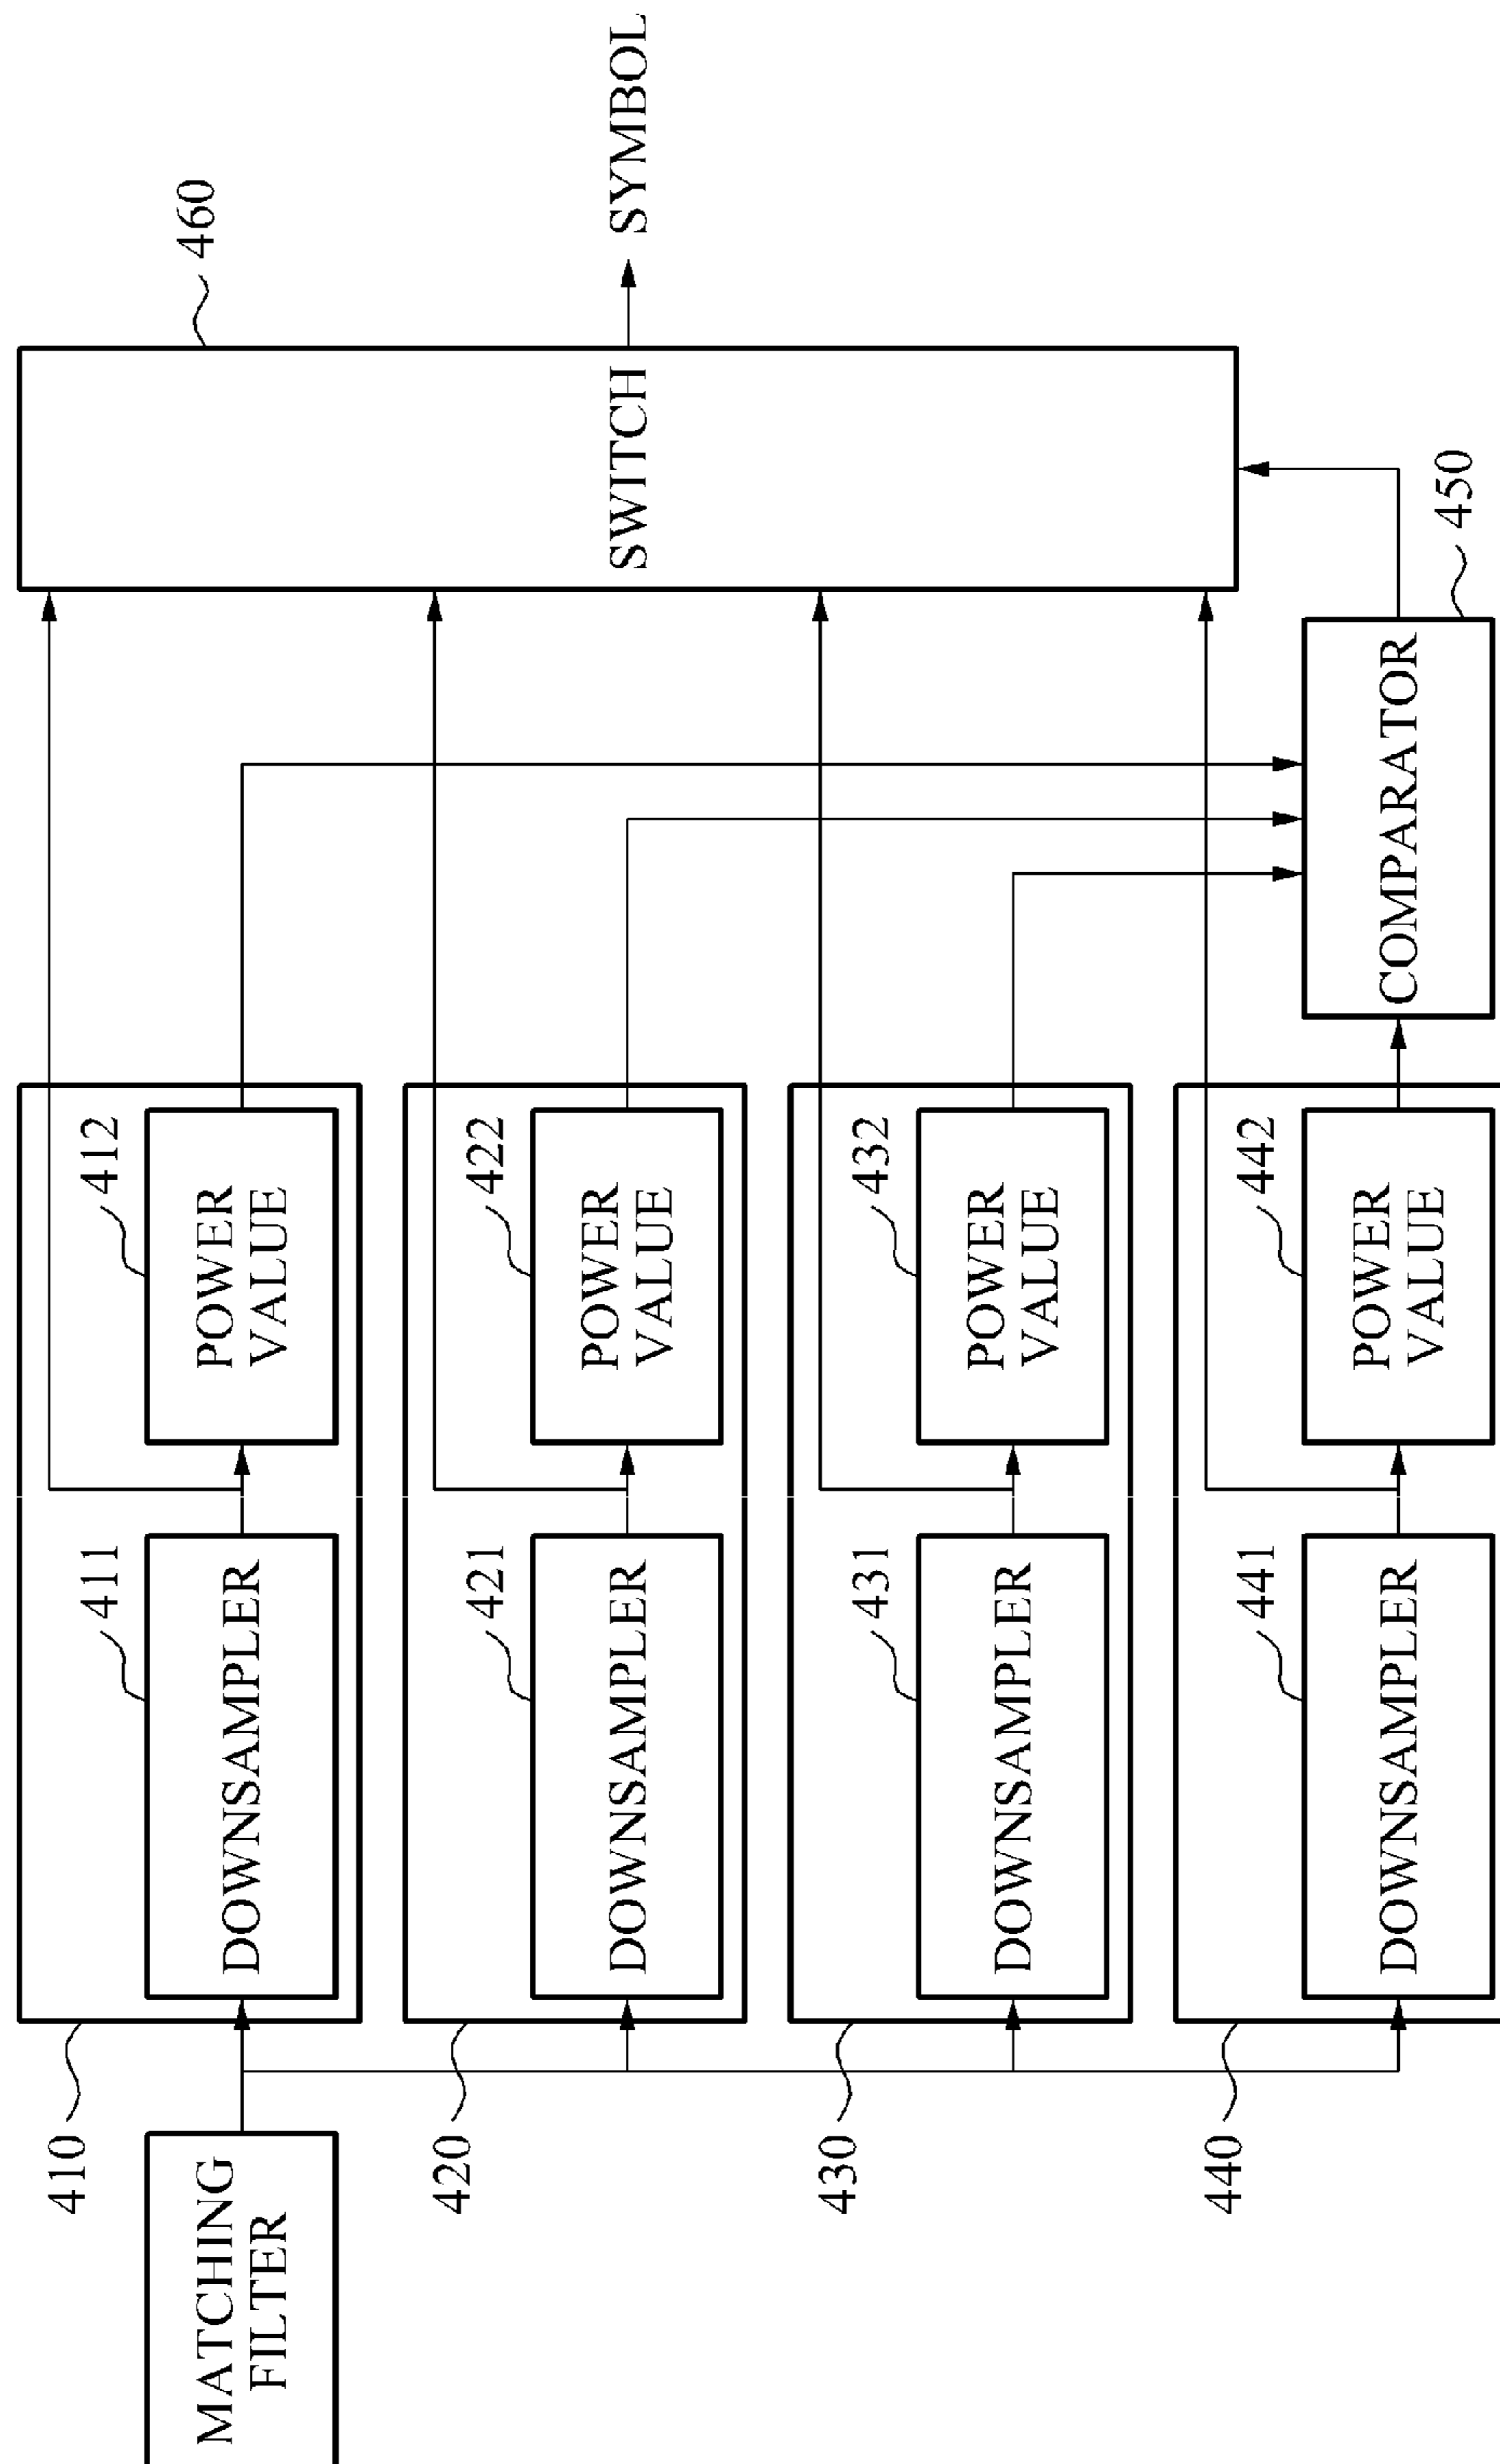 MATCHING
FILTER
410
411
DOWNSAMPLER
412
POWER
VALUE
420
421
DOWNSAMPLER
422
POWER
VALUE
430
431
DOWNSAMPLER
432
POWER
VALUE
440
441
DOWNSAMPLER
442
POWER
VALUE
COMPARATOR
450
SWITCH
460
SYMBOL